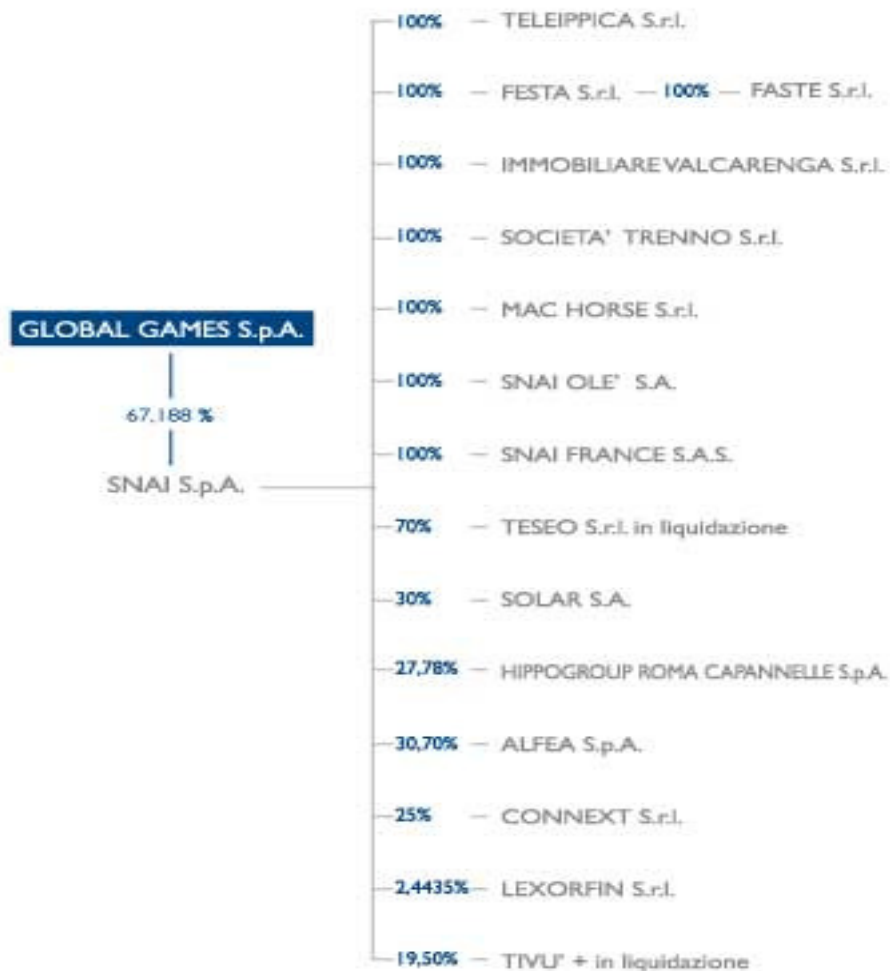 100% TELEIPPICA S.r.l.
100% FESTA S.r.l. 100% FASTE S.r.l.
100% IMMOBILIARE VALCARENGA S.r.l.
100% SOCIETA' TRENNO S.r.l.
100% MAC HORSE S.r.l.
GLOBAL GAMES S.p.A.
67,188 %
SNAI S.p.A.
100% SNAI OLE' S.A.
100% SNAI FRANCE S.A.S.
70% TESEO S.r.l. in liquidazione
30% SOLAR S.A.
27,78% HIPPOGROUP ROMA CAPANNELLE S.p.A.
30,70% ALFEA S.p.A.
25% CONNEXT S.r.l.
2,4435% LEXORFIN S.r.l.
19,50% TIVU' + in liquidazione